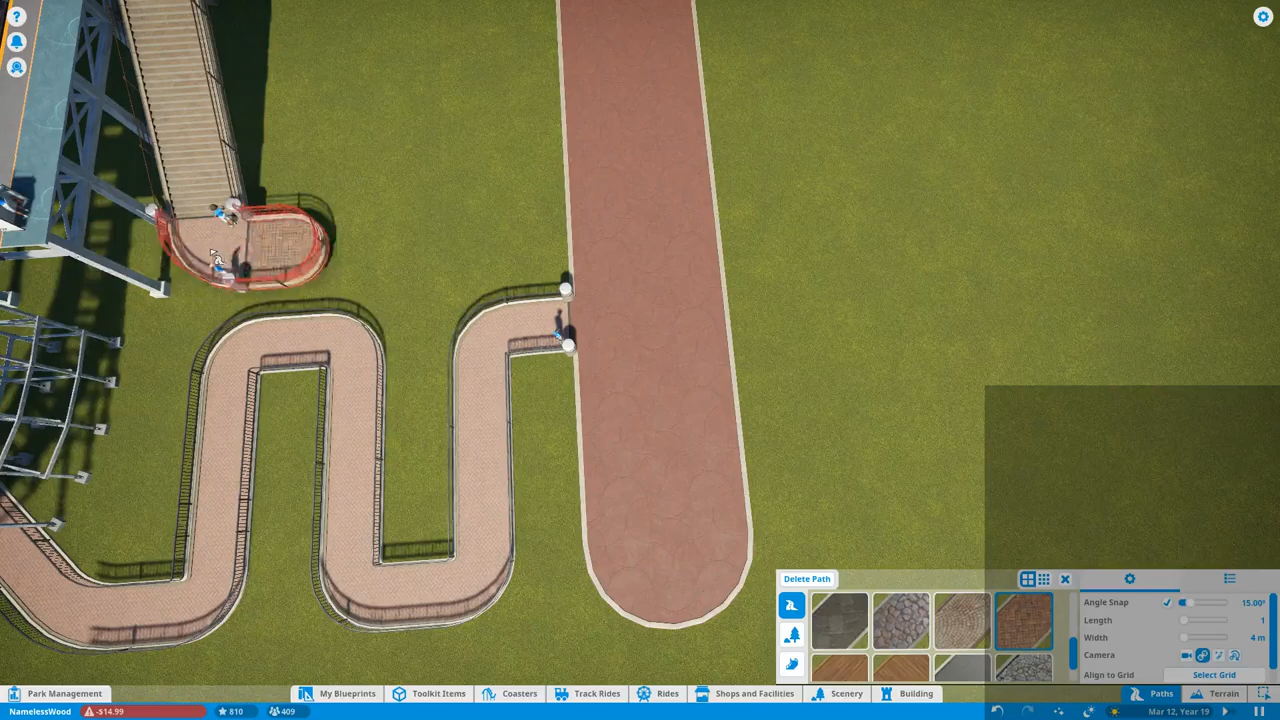 ?
Delete Path
Angle Snap 15.00°
Length 1
Width 4 m
Camera
Align to Grid Select Grid
Park Management My Blueprints Toolkit Items Coasters Track Rides Rides Shops and Facilities Scenery Building Paths Terrain
NamelessWood -$14.99 810 409 Mar 12, Year 19